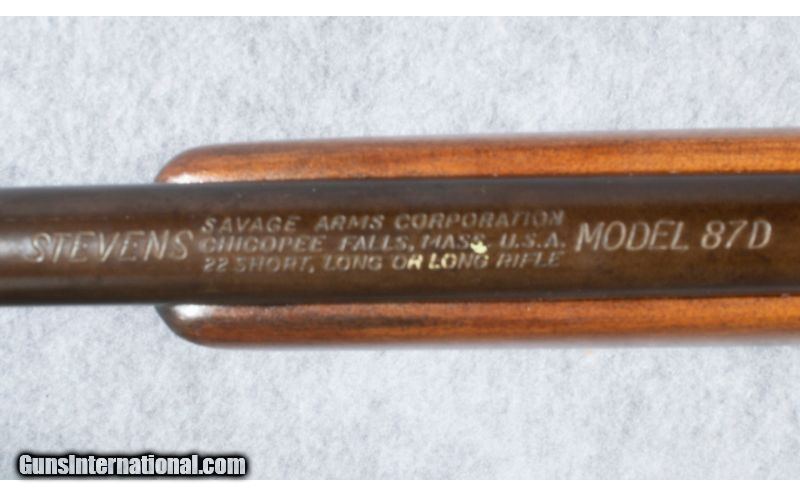 STEVENS
SAVAGE ARMS CORPORATION
CHICOPEE FALLS, MASS. U.S.A.
22 SHORT, LONG OR LONG RIFLE
MODEL 87D
GunsInternational.com